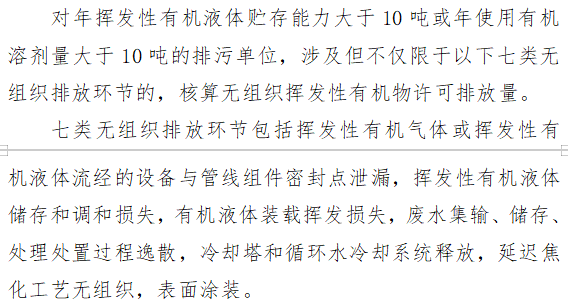 对年挥发性有机液体贮存能力大于 10 吨或年使用有机
溶剂量大于 10 吨的排污单位，涉及但不仅限于以下七类无
组织排放环节的，核算无组织挥发性有机物许可排放量。
七类无组织排放环节包括挥发性有机气体或挥发性有
机液体流经的设备与管线组件密封点泄漏，挥发性有机液体
储存和调和损失，有机液体装载挥发损失，废水集输、储存、
处理处置过程逸散，冷却塔和循环水冷却系统释放，延迟焦
化工艺无组织，表面涂装。